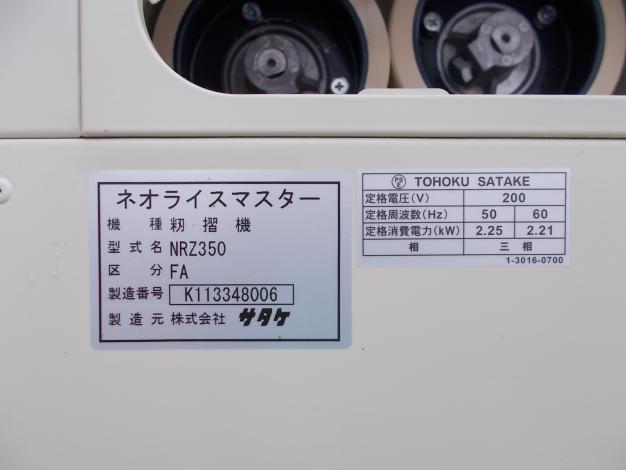 ネオライスマスター
機 種 籾摺機
型式名 NRZ350
区 分 FA
製造番号 K113348006
製造元 株式会社 サタケ
PSE TOHOKU SATAKE
定格電圧(V) 200
定格周波数(Hz) 50 60
定格消費電力(kW) 2.25 2.21
相 三相
1-3016-0700